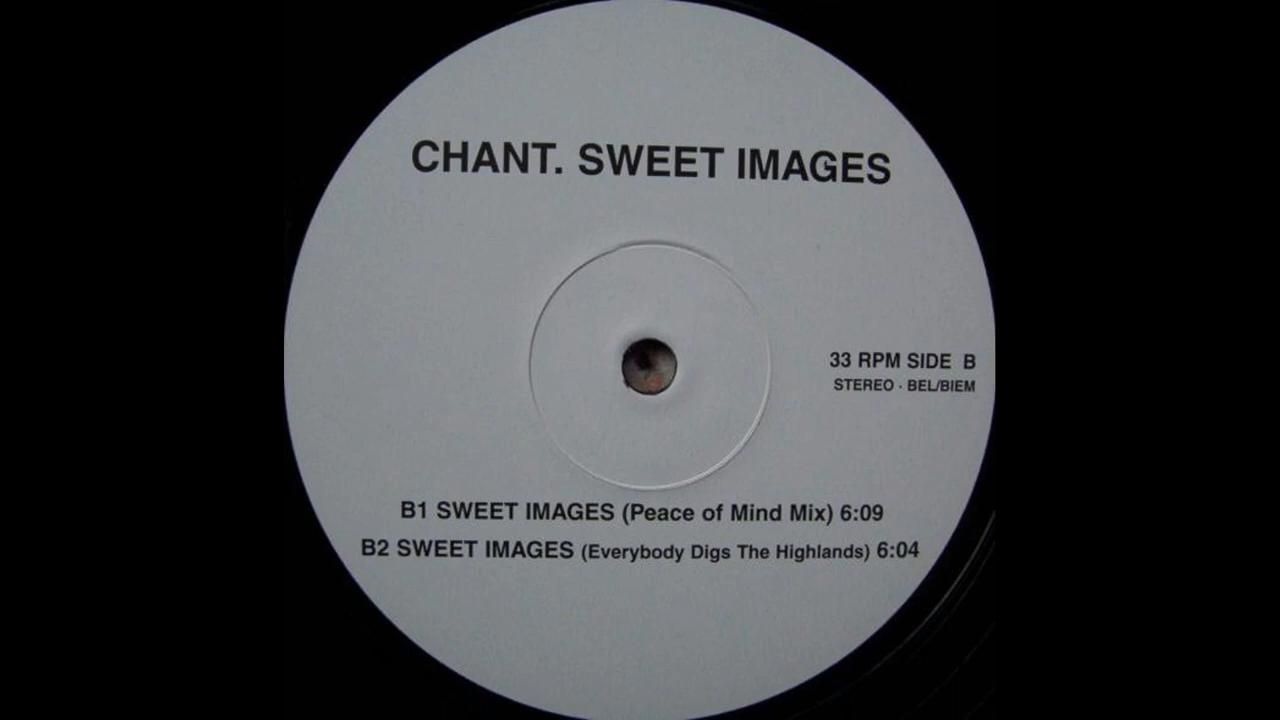 CHANT. SWEET IMAGES
33 RPM SIDE B
STEREO · BEL/BIEM
B1 SWEET IMAGES (Peace of Mind Mix) 6:09
B2 SWEET IMAGES (Everybody Digs The Highlands) 6:04